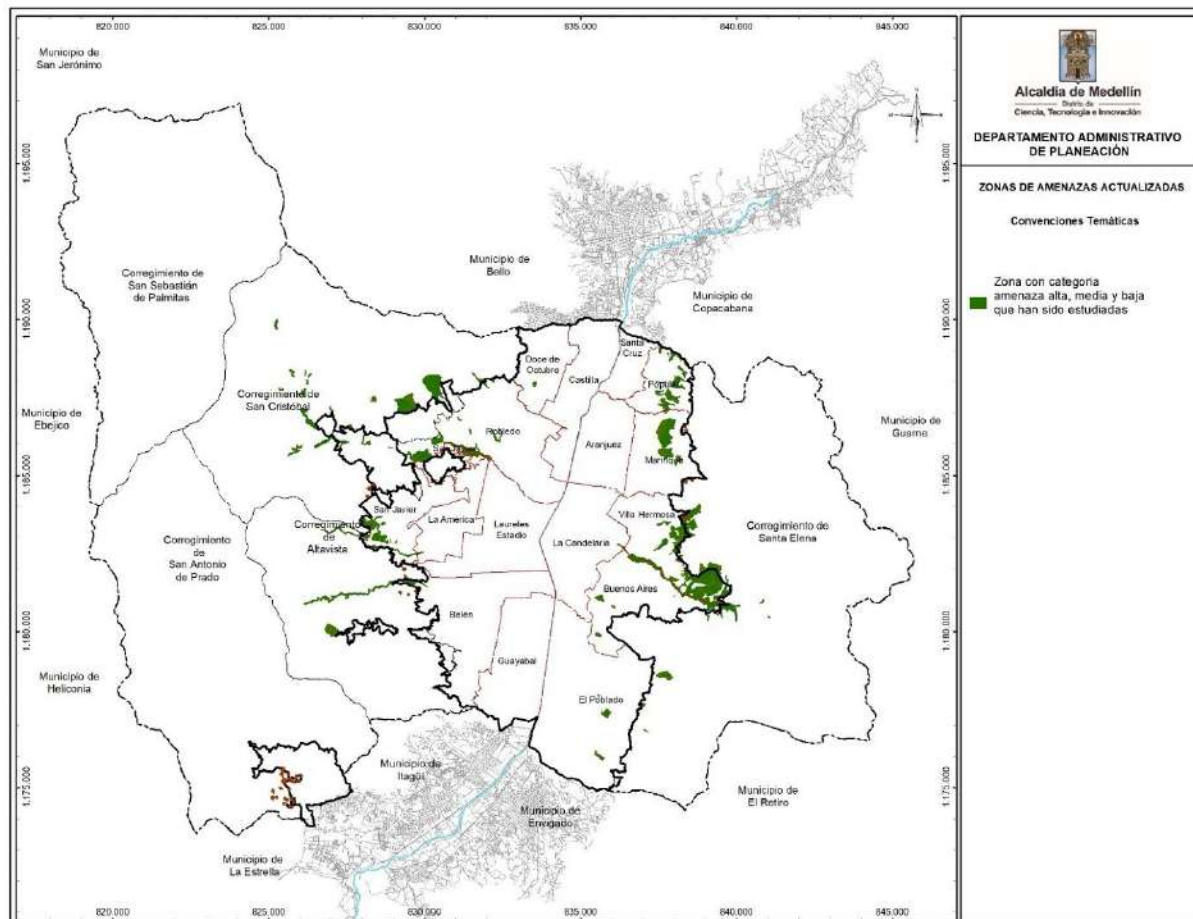 820.000 825.000 830.000 835.000 840.000 845.000
Municipio de
San Jerónimo
1.195.000 1.195.000
Municipio de
Bello
Municipio de
Copacabana
Corregimiento de
San Sebastián
de Palmitas
1.190.000 1.190.000
Santa
Cruz
Doce de
Octubre
Castilla
Popular
Corregimiento de
San Cristóbal
Municipio de
Ebejico
Municipio de
Guarne
Robledo
Aranjuez
Manrique
1.185.000 1.185.000
San Javier
La América
Villa Hermosa
Laureles
Estadio
La Candelaria
Corregimiento
de
Altavista
Corregimiento de
Santa Elena
Corregimiento
de
San Antonio
de Prado
Buenos Aires
Belén
1.180.000 1.180.000
Guayabal
Municipio de
Heliconia
El Poblado
Municipio de
Itagüí
1.175.000 1.175.000
Municipio de
El Retiro
Municipio de
Envigado
Municipio de
La Estrella
820.000 825.000 830.000 835.000 840.000 845.000
Alcaldía de Medellín
Distrito de
Ciencia, Tecnología e Innovación
DEPARTAMENTO ADMINISTRATIVO
DE PLANEACIÓN
ZONAS DE AMENAZAS ACTUALIZADAS
Convenciones Temáticas
Zona con categoria
amenaza alta, media y baja
que han sido estudiadas